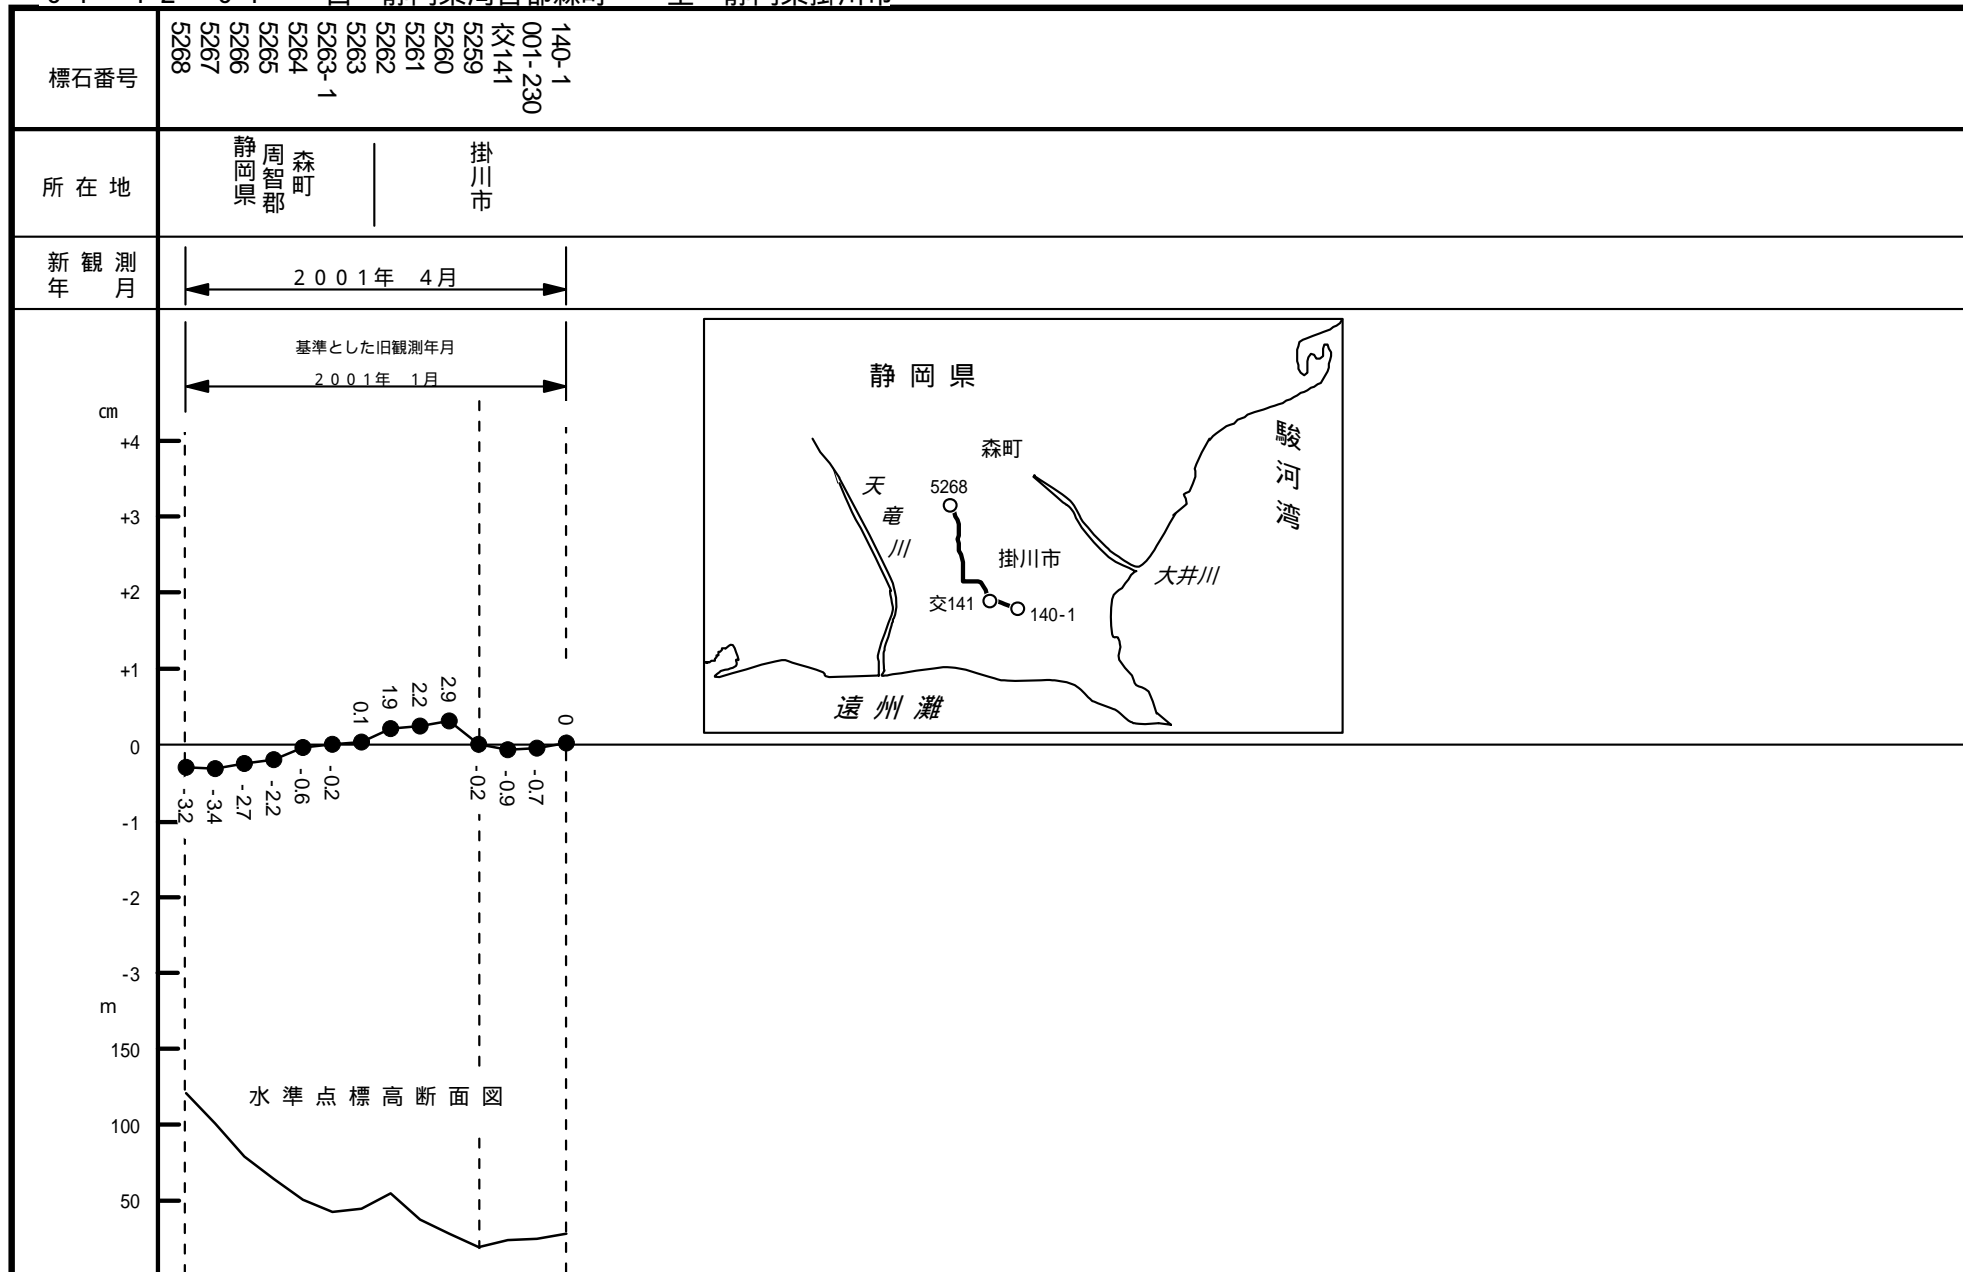 標石番号
5268
5267
5266
5265
5264
5263-1
5263
5262
5261
5260
5259
交141
001-230
140-1
所 在 地
静岡県
周智郡
森町
掛川市
新 観 測
年 月
2001年 4月
基準とした旧観測年月
2001年 1月
cm
+4
+3
+2
+1
0
-1
-2
-3
-3.2
-3.4
-2.7
-2.2
-0.6
-0.2
0.1
1.9
2.2
2.9
-0.2
-0.9
-0.7
0
m
150
100
50
水準点標高断面図
静岡県
森町
駿河湾
天竜川
5268
掛川市
大井川
交141
140-1
遠州灘